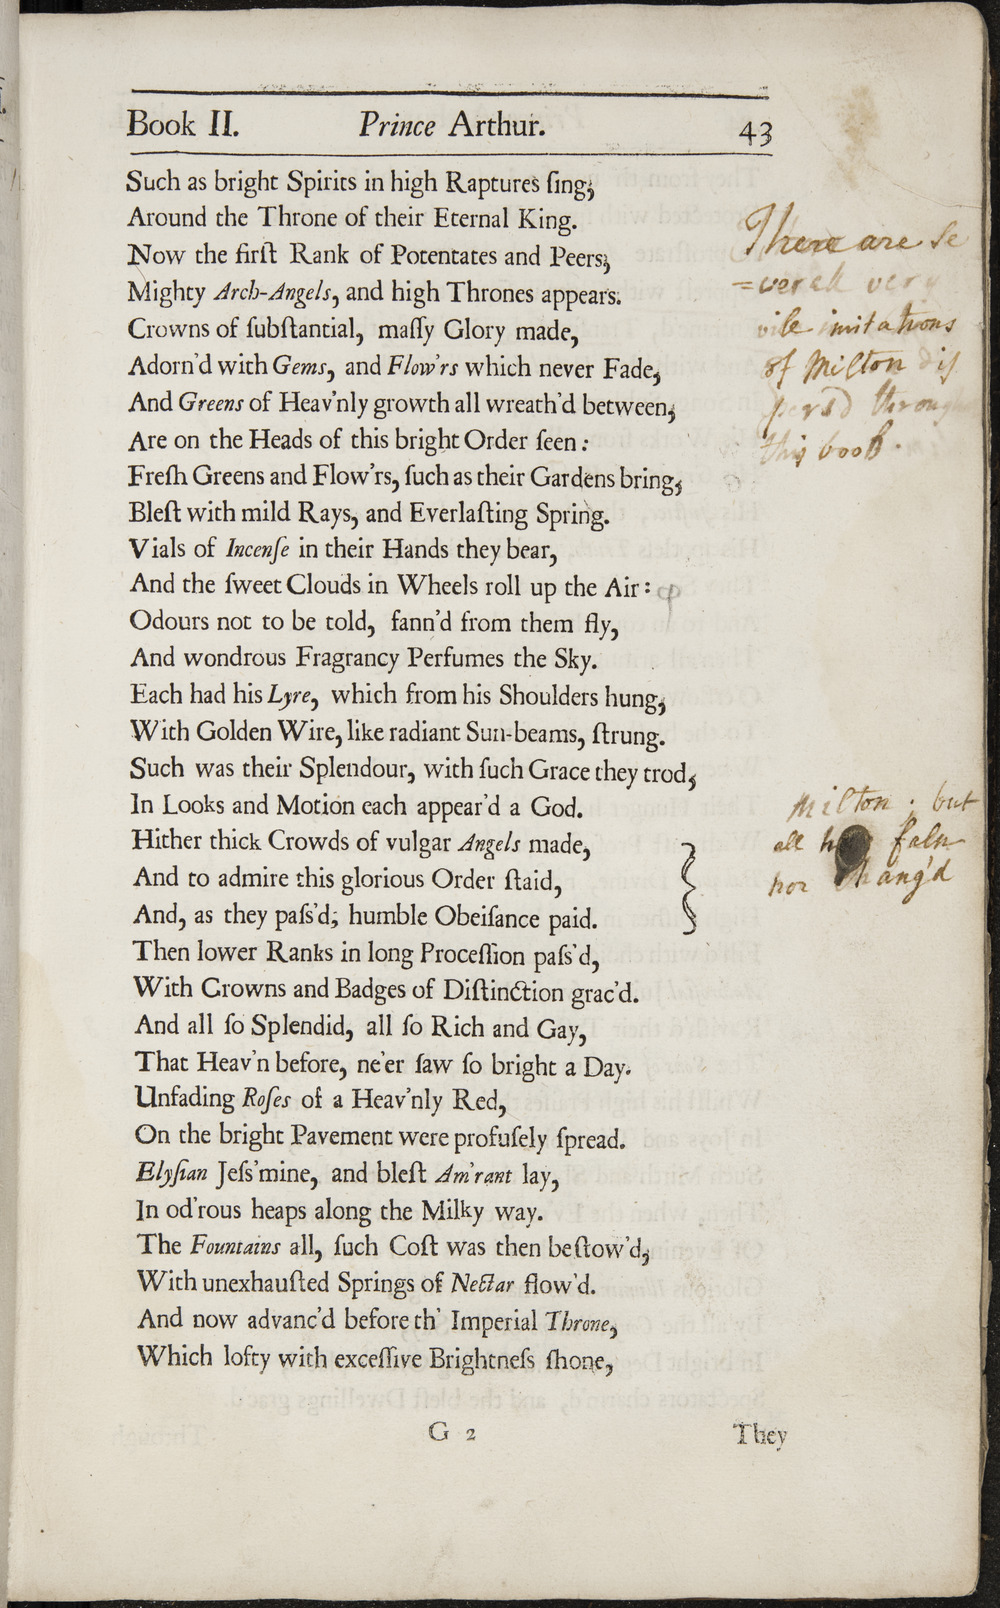 Book II. Prince Arthur. 43
Such as bright Spirits in high Raptures ſing;
Around the Throne of their Eternal King.
Now the firſt Rank of Potentates and Peers;
Mighty Arch-Angels, and high Thrones appears.
Crowns of ſubſtantial, maſſy Glory made,
Adorn'd with Gems, and Flow'rs which never Fade;
And Greens of Heav'nly growth all wreath'd between;
Are on the Heads of this bright Order ſeen:
Freſh Greens and Flow'rs, ſuch as their Gardens bring;
Bleſt with mild Rays, and Everlaſting Spring.
Vials of Incenſe in their Hands they bear,
And the ſweet Clouds in Wheels roll up the Air:
Odours not to be told, fann'd from them fly,
And wondrous Fragrancy Perfumes the Sky.
Each had his Lyre, which from his Shoulders hung;
With Golden Wire, like radiant Sun-beams, ſtrung.
Such was their Splendour, with ſuch Grace they trod;
In Looks and Motion each appear'd a God.
Hither thick Crowds of vulgar Angels made,
And to admire this glorious Order ſtaid,
And, as they paſs'd; humble Obeiſance paid.
Then lower Ranks in long Proceſſion paſs'd,
With Crowns and Badges of Diſtinction grac'd.
And all ſo Splendid, all ſo Rich and Gay,
That Heav'n before, ne'er ſaw ſo bright a Day.
Unfading Roſes of a Heav'nly Red,
On the bright Pavement were profuſely ſpread.
Elyſian Jeſs'mine, and bleſt Am'rant lay,
In od'rous heaps along the Milky way.
The Fountains all, ſuch Coſt was then beſtow'd;
With unexhauſted Springs of Nectar flow'd.
And now advanc'd before th' Imperial Throne,
Which lofty with exceſſive Brightneſs ſhone,
G 2 They
There are se
=verall very
vile imitations
of Milton dis
pers'd through
this book.
Milton. but
all faln
nor chang'd